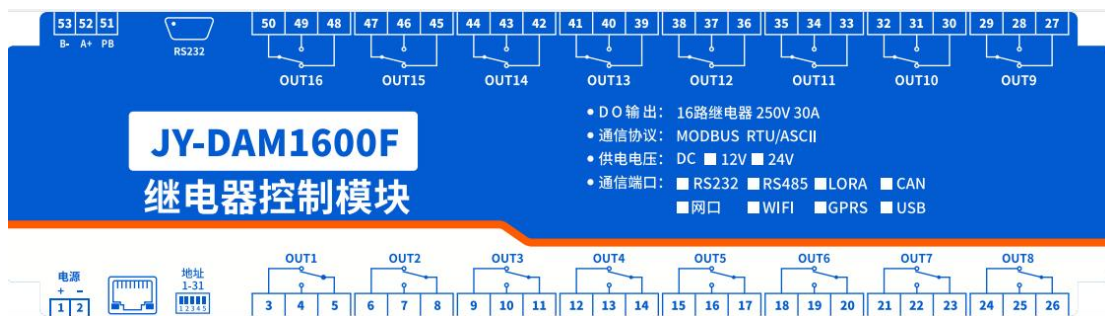 53 52 51 50 49 48 47 46 45 44 43 42 41 40 39 38 37 36 35 34 33 32 31 30 29 28 27
B- A+ PB RS232
OUT16 OUT15 OUT14 OUT13 OUT12 OUT11 OUT10 OUT9
JY-DAM1600F
继电器控制模块
● DO输出: 16路继电器 250V 30A
● 通信协议: MODBUS RTU/ASCII
● 供电电压: DC ■ 12V ■ 24V
● 通信端口: ■ RS232 ■ RS485 ■ LORA ■ CAN
■ 网口 ■ WIFI ■ GPRS ■ USB
OUT1 OUT2 OUT3 OUT4 OUT5 OUT6 OUT7 OUT8
电源 地址
+ - 1-31
1 2 1 2 3 4 5 3 4 5 6 7 8 9 10 11 12 13 14 15 16 17 18 19 20 21 22 23 24 25 26